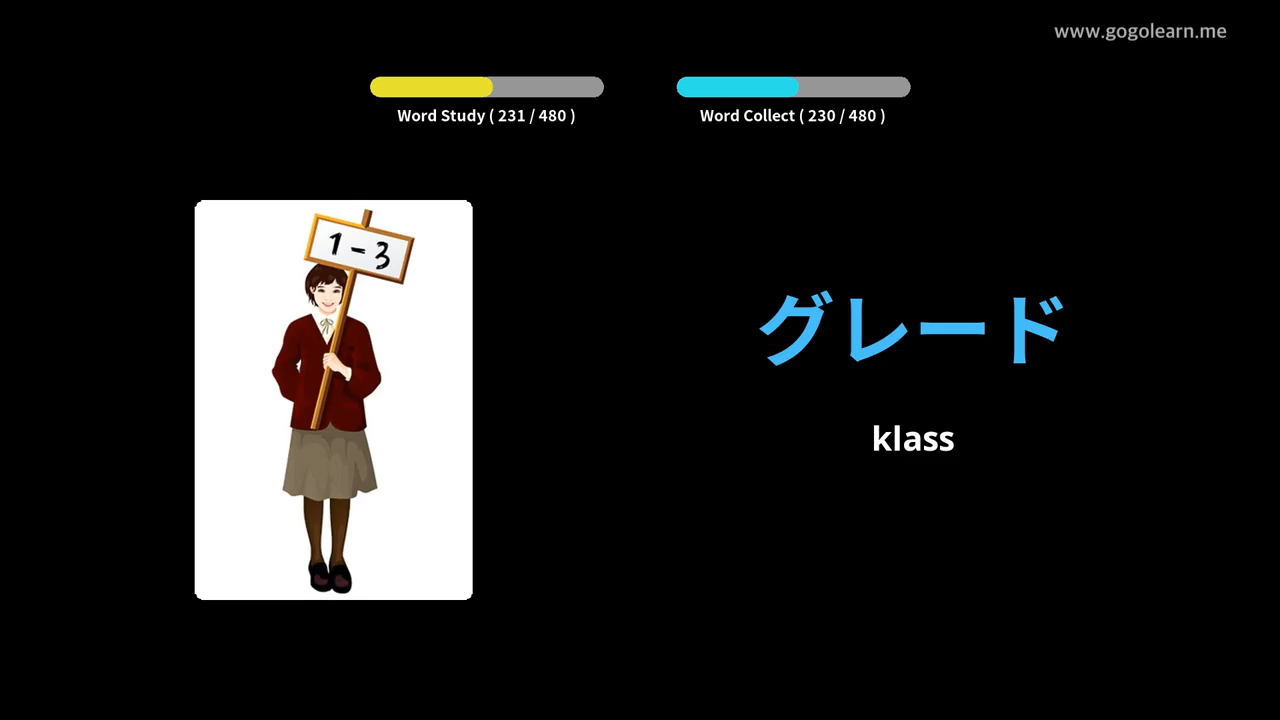 www.gogolearn.me
Word Study ( 231 / 480 )
Word Collect ( 230 / 480 )
1 - 3
グレード
klass